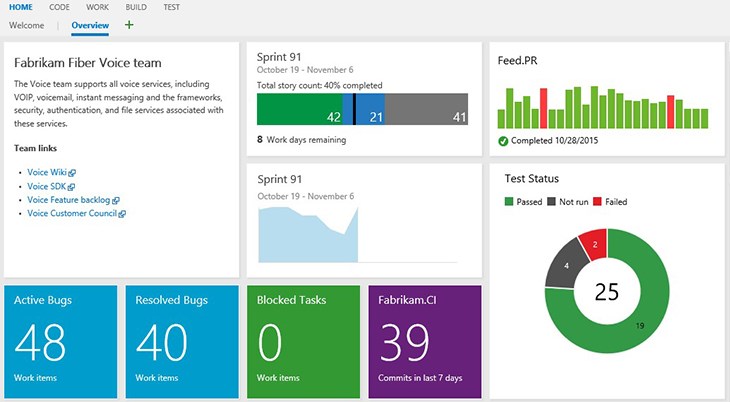 HOME CODE WORK BUILD TEST
Welcome | Overview +
Fabrikam Fiber Voice team
The Voice team supports all voice services, including
VOIP, voicemail, instant messaging and the frameworks,
security, authentication, and file services associated with
these services.
Team links
• Voice Wiki
• Voice SDK
• Voice Feature backlog
• Voice Customer Council
Sprint 91
October 19 - November 6
Total story count: 40% completed
42 21 41
8 Work days remaining
Feed.PR
Completed 10/28/2015
Sprint 91
October 19 - November 6
Test Status
Passed Not run Failed
2
4
25
19
Active Bugs
48
Work items
Resolved Bugs
40
Work items
Blocked Tasks
0
Work items
Fabrikam.CI
39
Commits in last 7 days